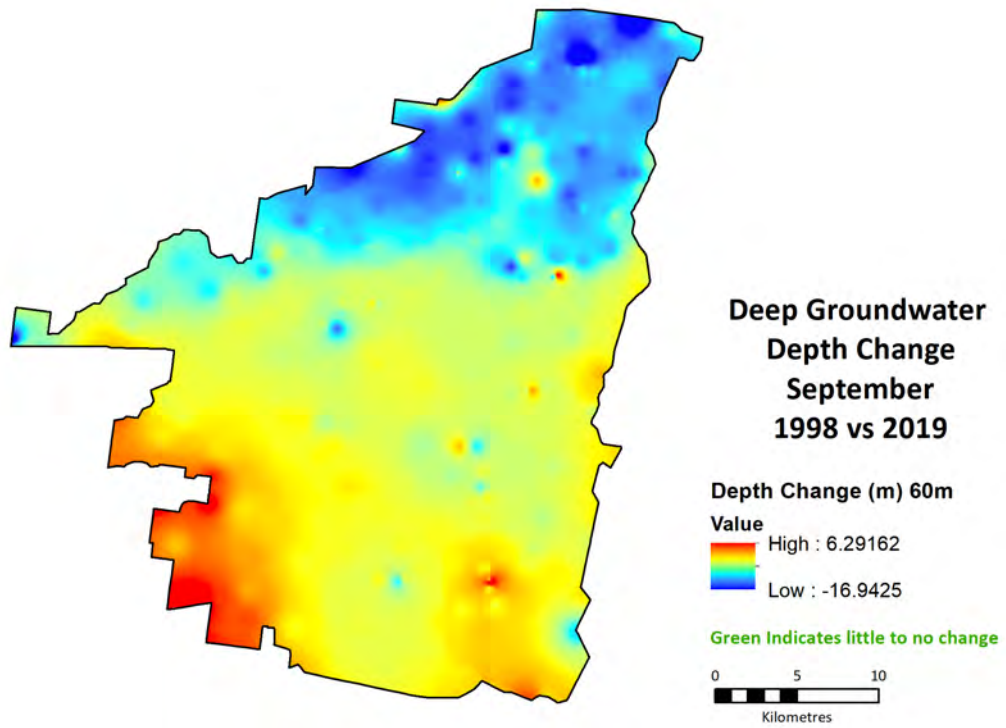 Deep Groundwater
Depth Change
September
1998 vs 2019
Depth Change (m) 60m
Value
High : 6.29162
Low : -16.9425
Green Indicates little to no change
0 5 10
Kilometres